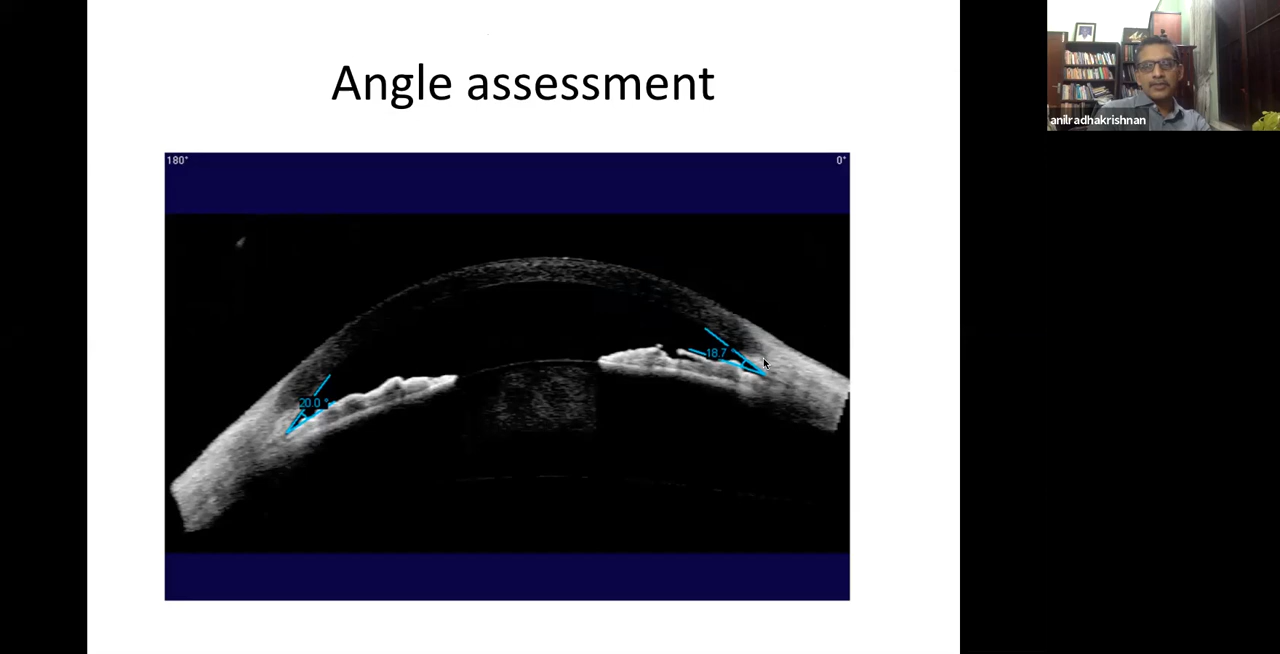 Angle assessment
180°
0°
18.7 °
20.0 °
anilradhakrishnan